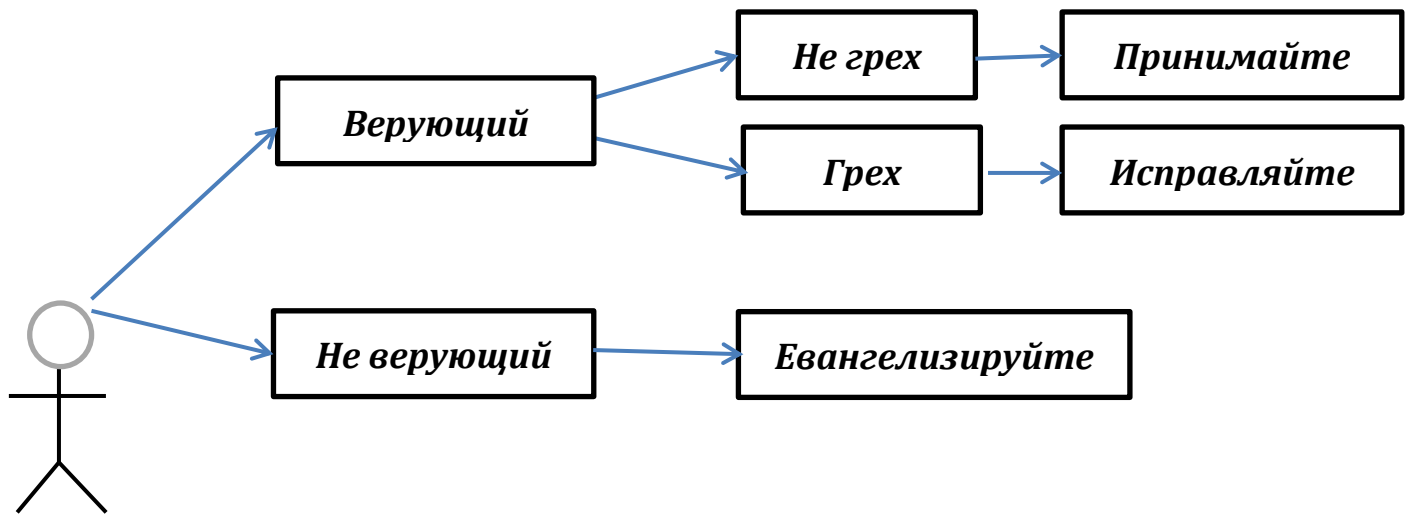 Не грех
Принимайте
Верующий
Грех
Исправляйте
Не верующий
Евангелизируйте